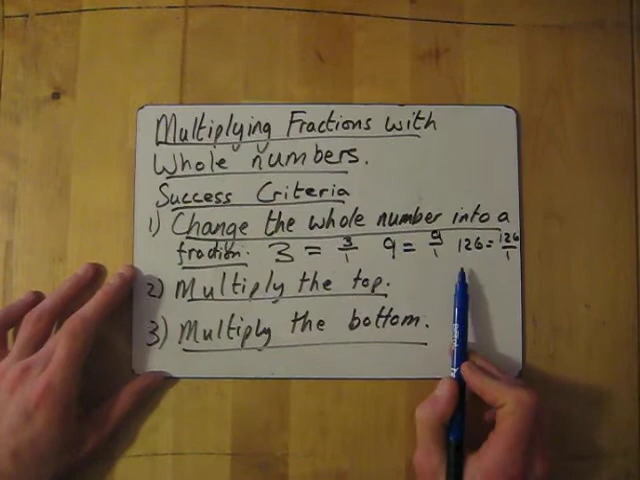 Multiplying Fractions with
Whole numbers.
Success Criteria
1) Change the whole number into a
fraction. 3 = 3/1 9 = 9/1 126 = 126/1
2) Multiply the top.
3) Multiply the bottom.